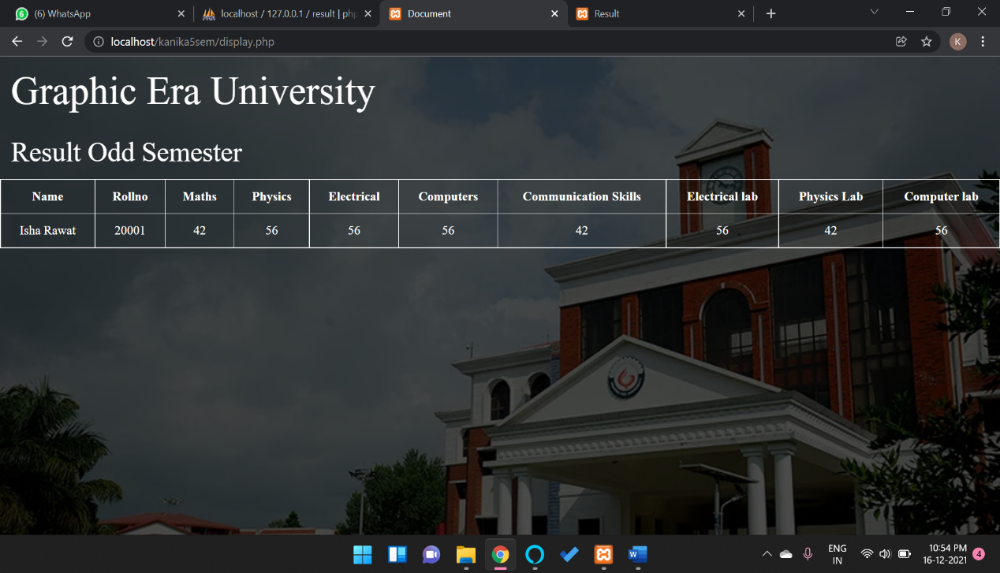 (6) WhatsApp
localhost / 127.0.0.1 / result | php
Document
Result
localhost/kanika5sem/display.php
K
Graphic Era University
Result Odd Semester
Name Rollno Maths Physics Electrical Computers Communication Skills Electrical lab Physics Lab Computer lab
Isha Rawat 20001 42 56 56 56 42 56 42 56
ENG
IN
10:54 PM
16-12-2021
4